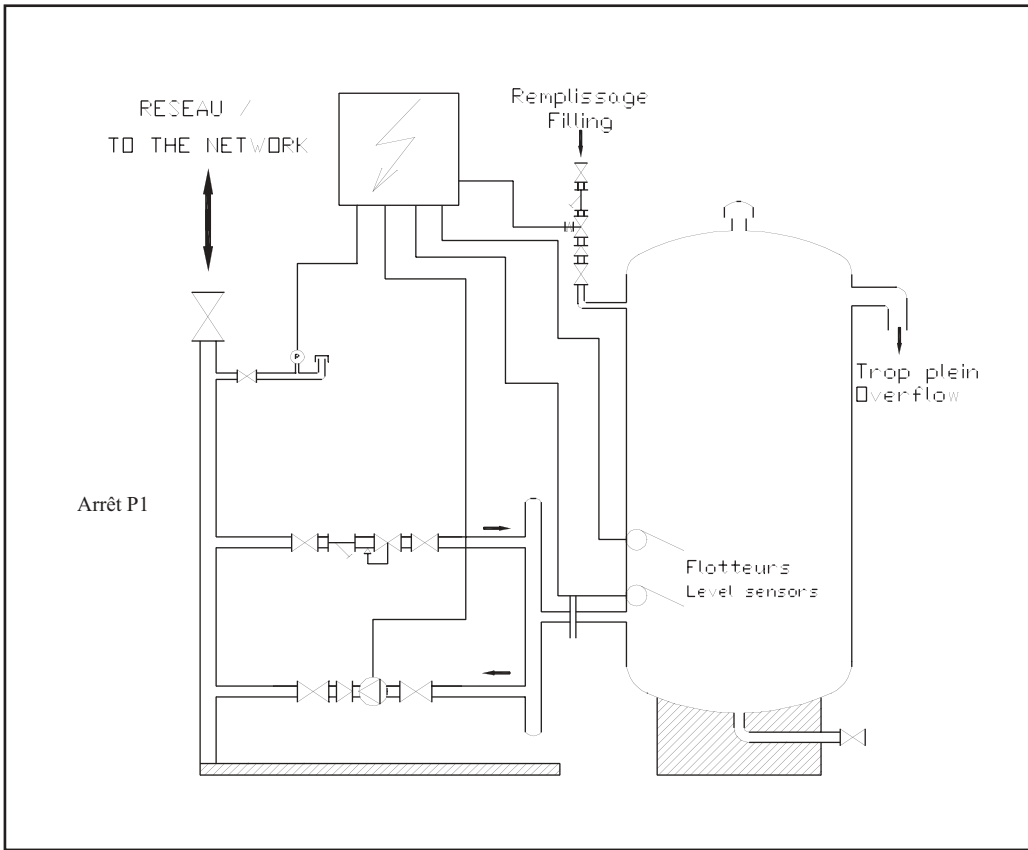 RESEAU /
TO THE NETWORK
Remplissage
Filling
P
Trop plein
Overflow
Arrêt P1
Flotteurs
Level sensors